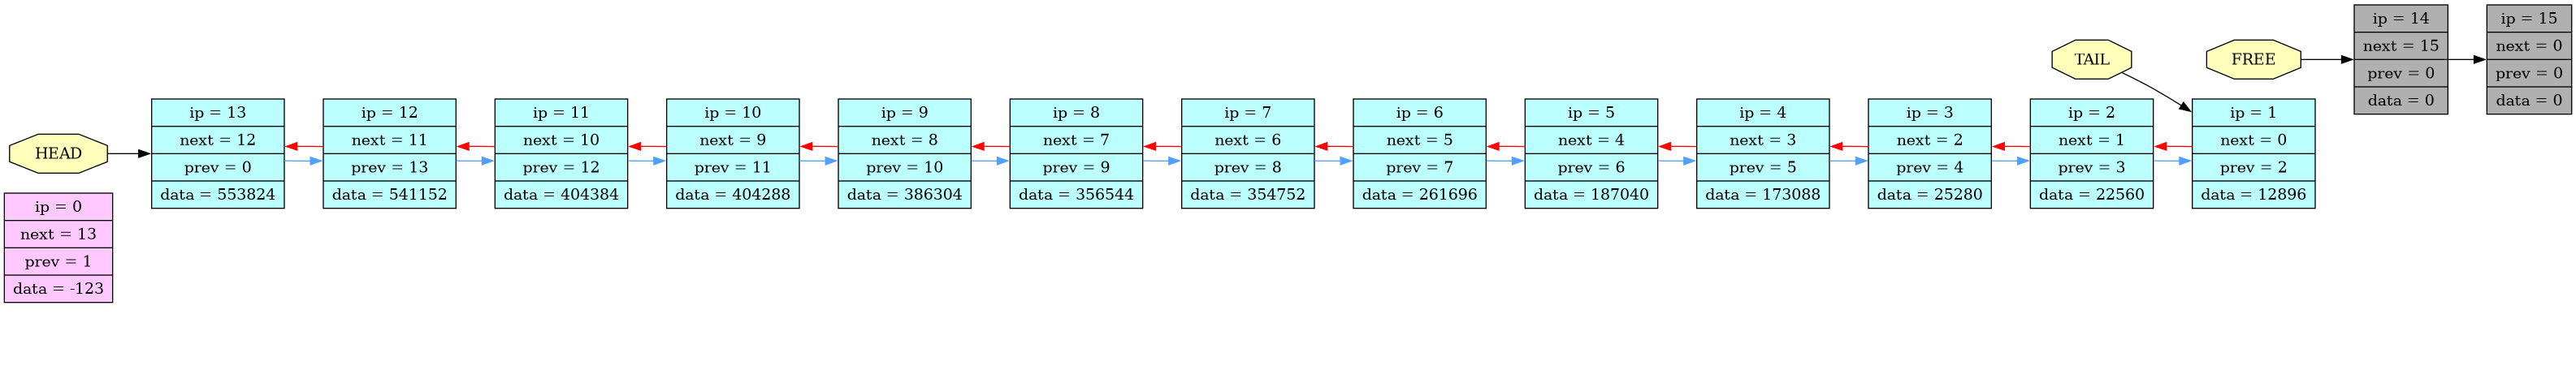 HEAD
ip = 0
next = 13
prev = 1
data = -123
ip = 13
next = 12
prev = 0
data = 553824
ip = 12
next = 11
prev = 13
data = 541152
ip = 11
next = 10
prev = 12
data = 404384
ip = 10
next = 9
prev = 11
data = 404288
ip = 9
next = 8
prev = 10
data = 386304
ip = 8
next = 7
prev = 9
data = 356544
ip = 7
next = 6
prev = 8
data = 354752
ip = 6
next = 5
prev = 7
data = 261696
ip = 5
next = 4
prev = 6
data = 187040
ip = 4
next = 3
prev = 5
data = 173088
ip = 3
next = 2
prev = 4
data = 25280
TAIL
ip = 2
next = 1
prev = 3
data = 22560
FREE
ip = 1
next = 0
prev = 2
data = 12896
ip = 14
next = 15
prev = 0
data = 0
ip = 15
next = 0
prev = 0
data = 0